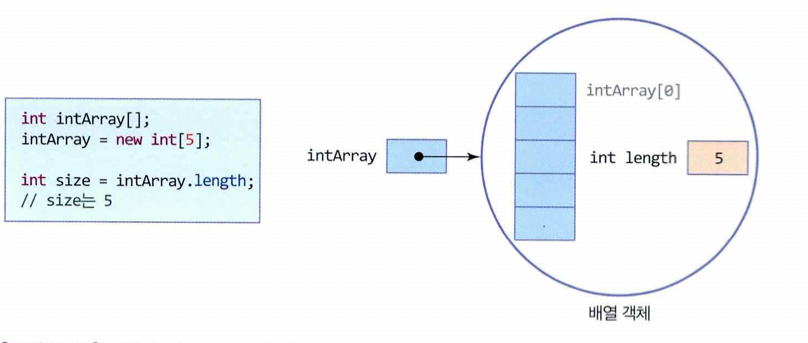 int intArray[];
intArray = new int[5];
int size = intArray.length;
// size는 5
intArray
intArray[0]
int length 5
배열 객체